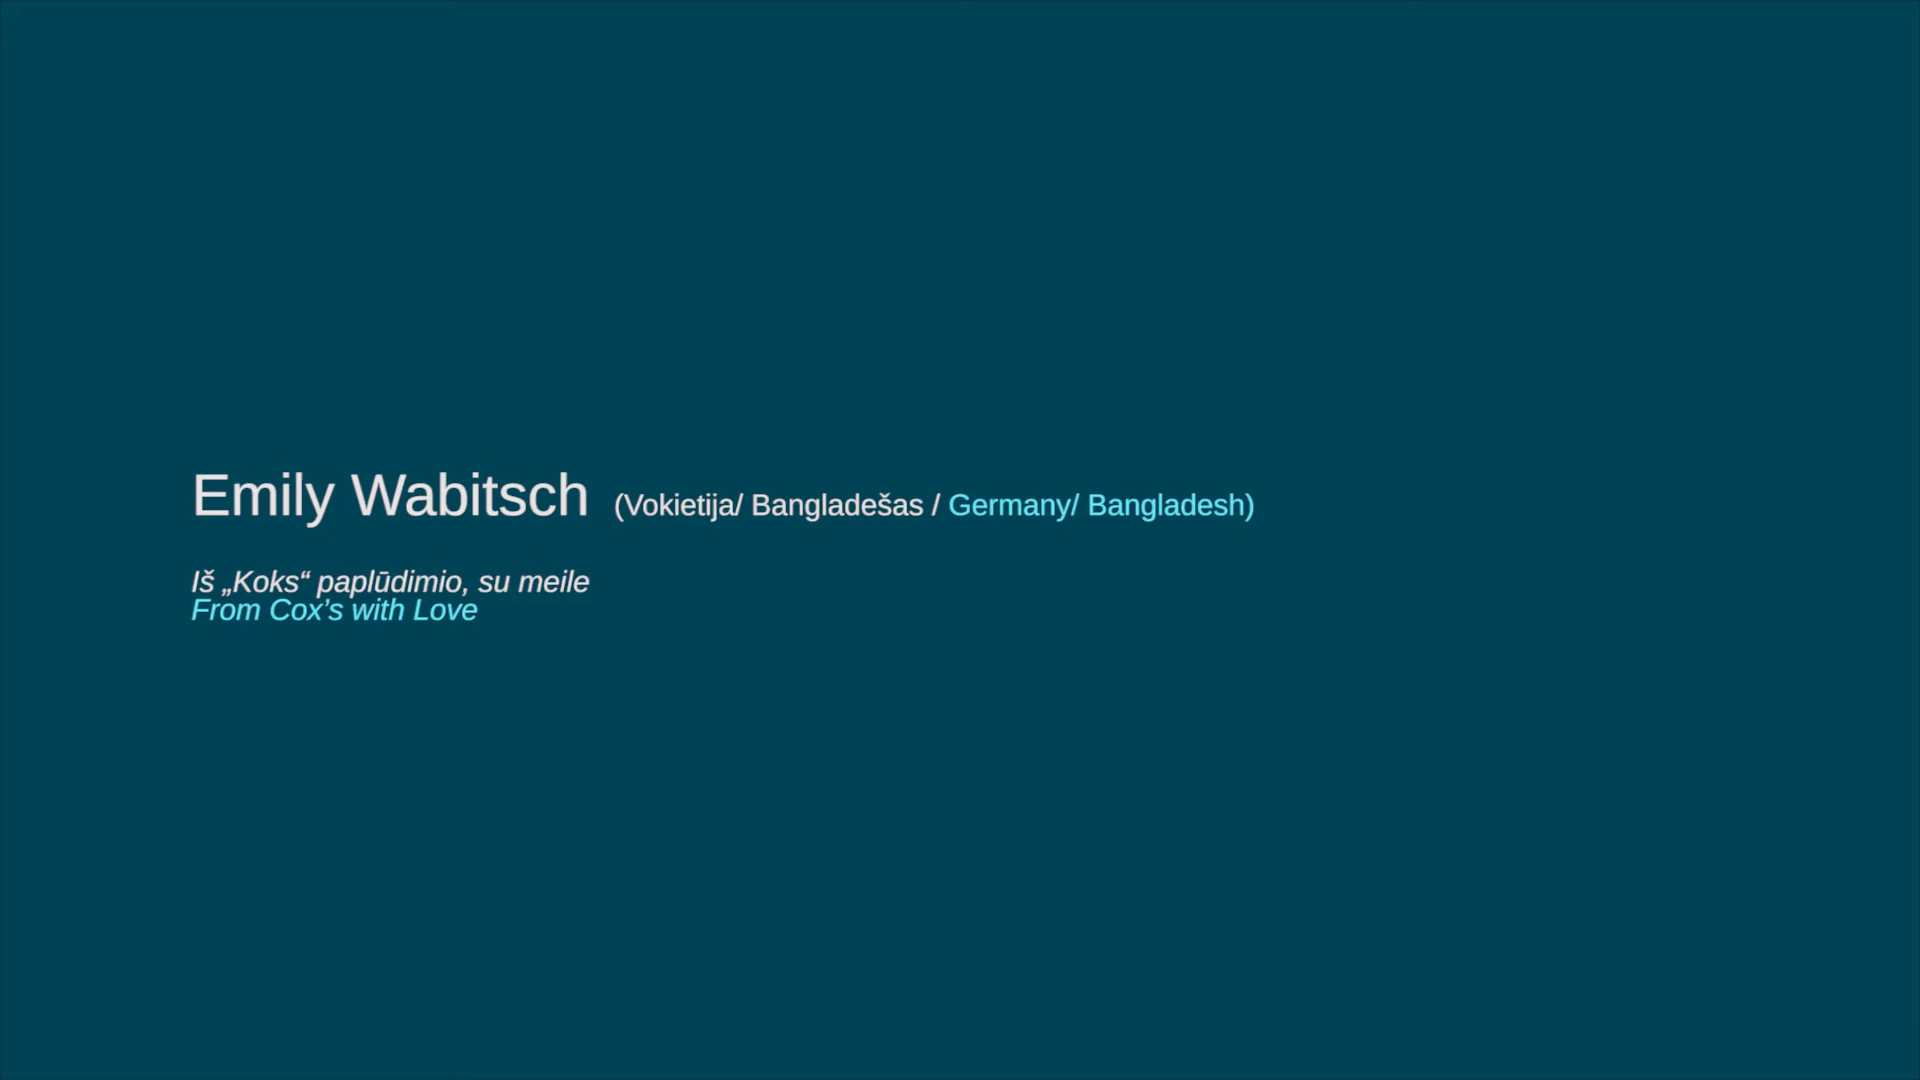 Emily Wabitsch (Vokietija/ Bangladešas / Germany/ Bangladesh)
Iš „Koks“ paplūdimio, su meile
From Cox’s with Love